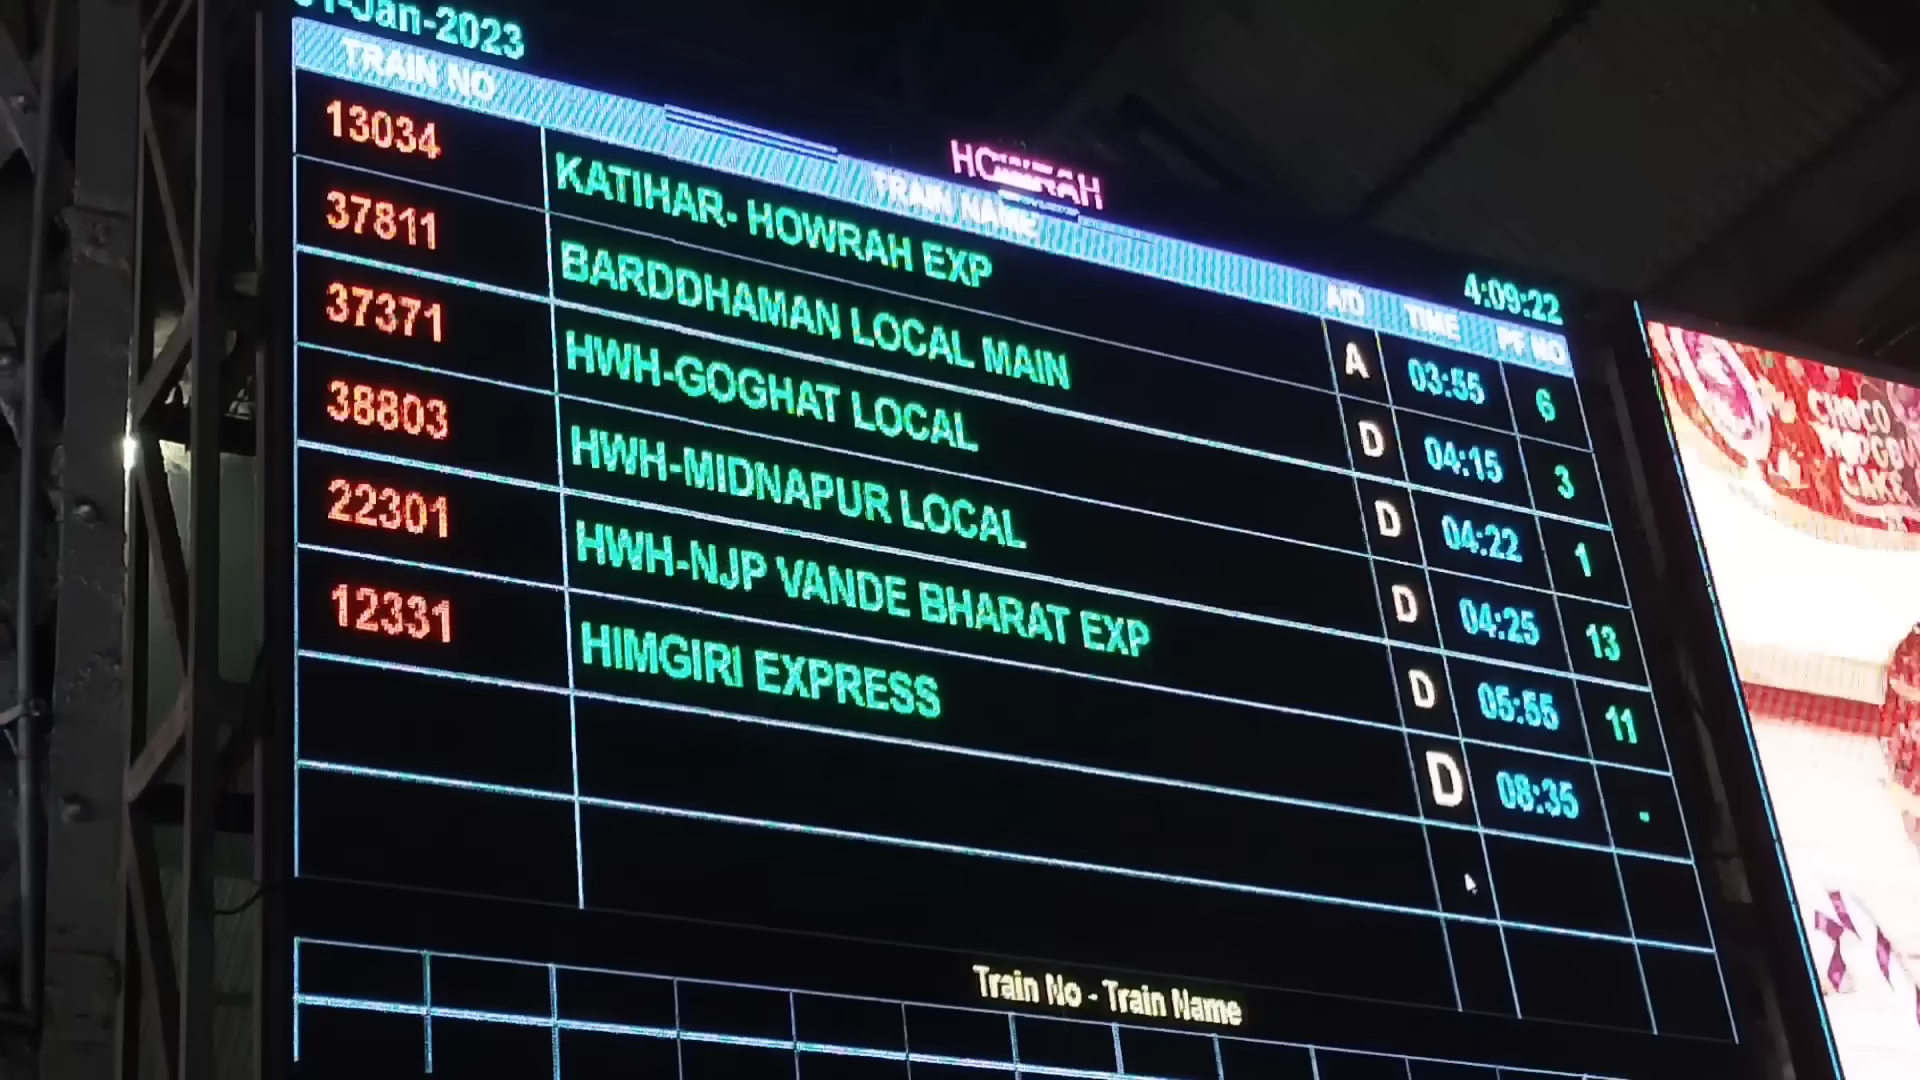 -Jan-2023
HOWRAH
4:09:22
TRAIN NO TRAIN NAME A/D TIME PF NO
13034 KATIHAR- HOWRAH EXP A 03:55 6
37811 BARDDHAMAN LOCAL MAIN D 04:15 3
37371 HWH-GOGHAT LOCAL D 04:22 1
38803 HWH-MIDNAPUR LOCAL D 04:25 13
22301 HWH-NJP VANDE BHARAT EXP D 05:55 11
12331 HIMGIRI EXPRESS D 08:35 -
Train No - Train Name
CHOCO
CAKE